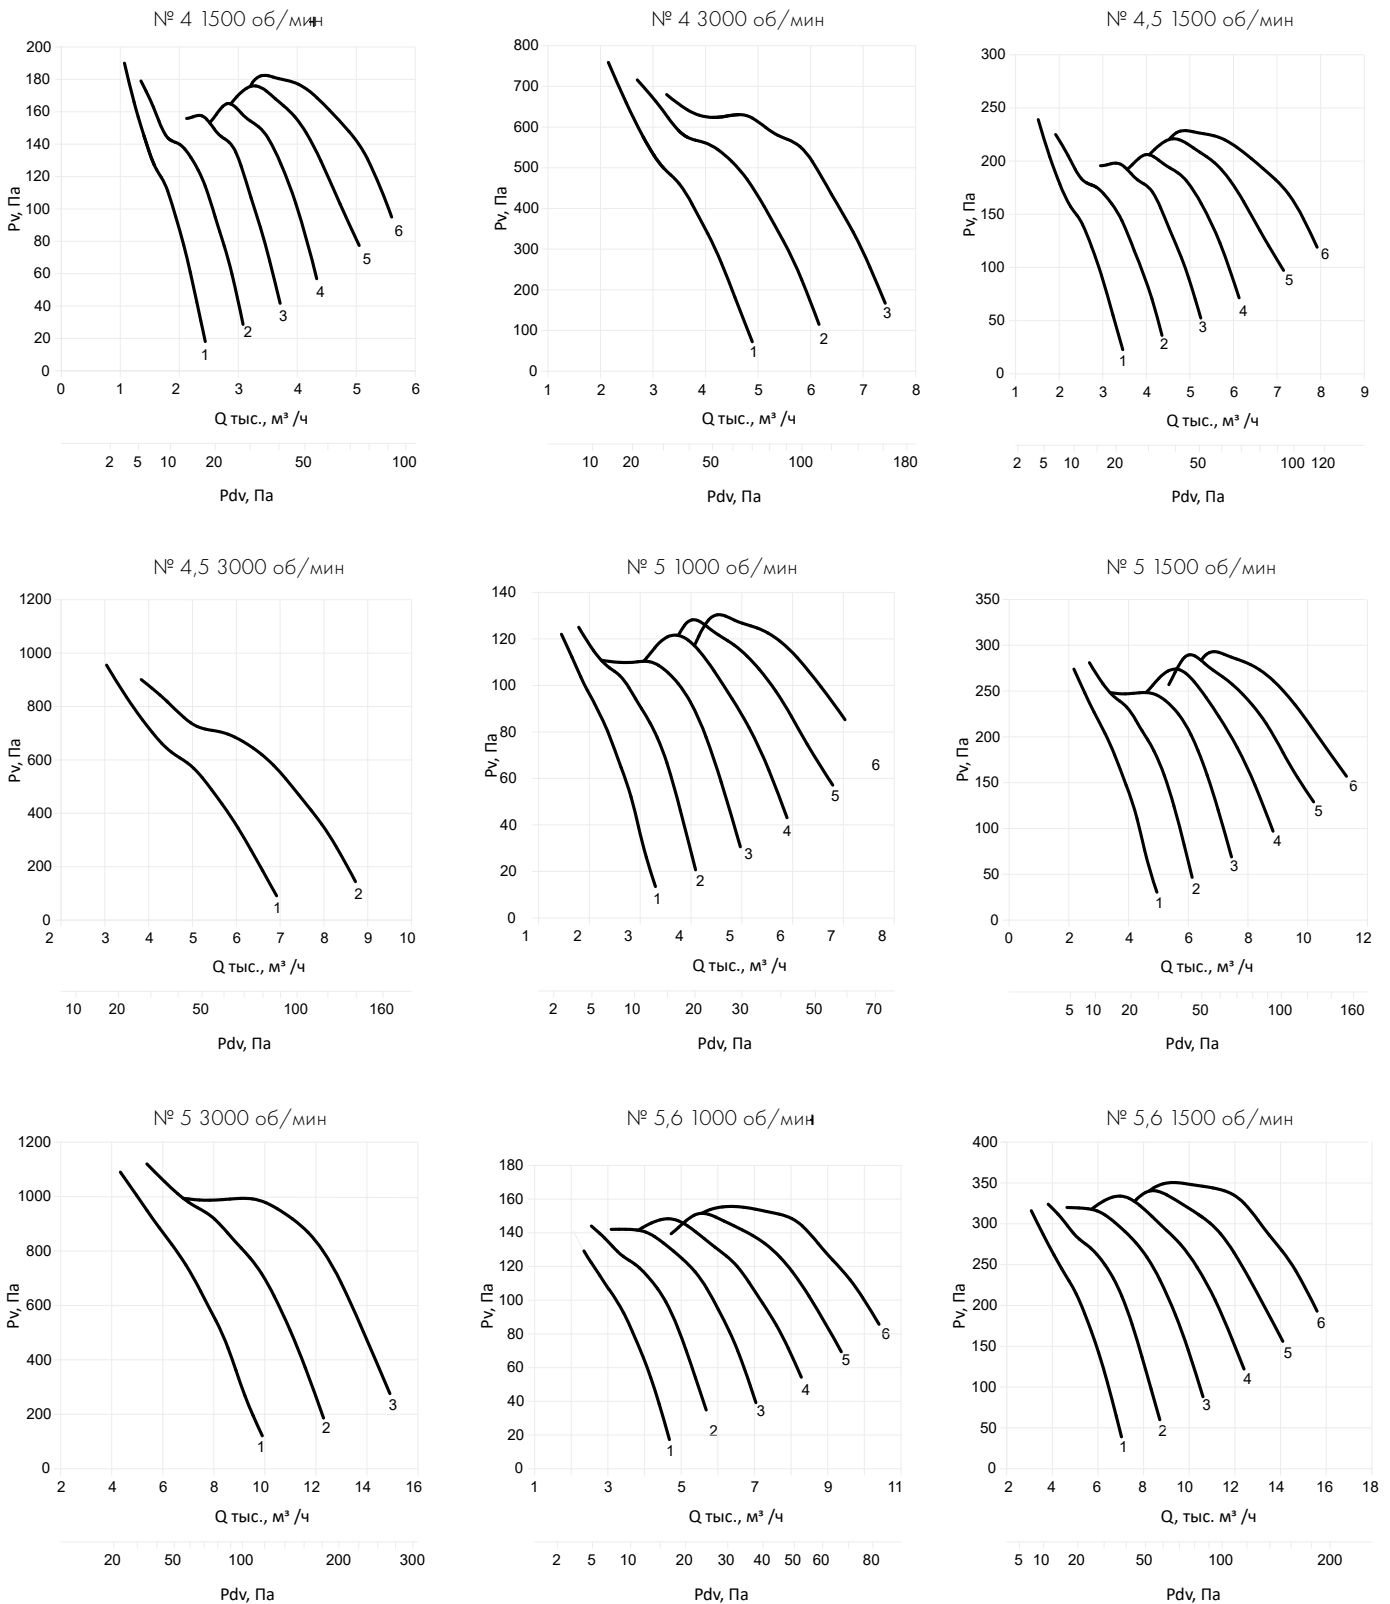 № 4 1500 об/мин
200
180
160
140
120
100
80
60
40
20
0
Pv, Па
1
2
3
4
5
6
0 1 2 3 4 5 6
Q тыс., м³ /ч
2 5 10 20 50 100
Pdv, Па
№ 4 3000 об/мин
800
700
600
500
400
300
200
100
0
Pv, Па
1
2
3
1 2 3 4 5 6 7 8
Q тыс., м³ /ч
10 20 50 100 180
Pdv, Па
№ 4,5 1500 об/мин
300
250
200
150
100
50
0
Pv, Па
1
2
3
4
5
6
1 2 3 4 5 6 7 8 9
Q тыс., м³ /ч
2 5 10 20 50 100 120
Pdv, Па
№ 4,5 3000 об/мин
1200
1000
800
600
400
200
0
Pv, Па
1
2
2 3 4 5 6 7 8 9 10
Q тыс., м³ /ч
10 20 50 100 160
Pdv, Па
№ 5 1000 об/мин
140
120
100
80
60
40
20
0
Pv, Па
1
2
3
4
5
6
1 2 3 4 5 6 7 8
Q тыс., м³ /ч
2 5 10 20 30 50 70
Pdv, Па
№ 5 1500 об/мин
350
300
250
200
150
100
50
0
Pv, Па
1
2
3
4
5
6
0 2 4 6 8 10 12
Q тыс., м³ /ч
5 10 20 50 100 160
Pdv, Па
№ 5 3000 об/мин
1200
1000
800
600
400
200
0
Pv, Па
1
2
3
2 4 6 8 10 12 14 16
Q тыс., м³ /ч
20 50 100 200 300
Pdv, Па
№ 5,6 1000 об/мин
180
160
140
120
100
80
60
40
20
0
Pv, Па
1
2
3
4
5
6
1 3 5 7 9 11
Q тыс., м³ /ч
2 5 10 20 30 40 50 60 80
Pdv, Па
№ 5,6 1500 об/мин
400
350
300
250
200
150
100
50
0
Pv, Па
1
2
3
4
5
6
2 4 6 8 10 12 14 16 18
Q, тыс. м³ /ч
5 10 20 50 100 200
Pdv, Па